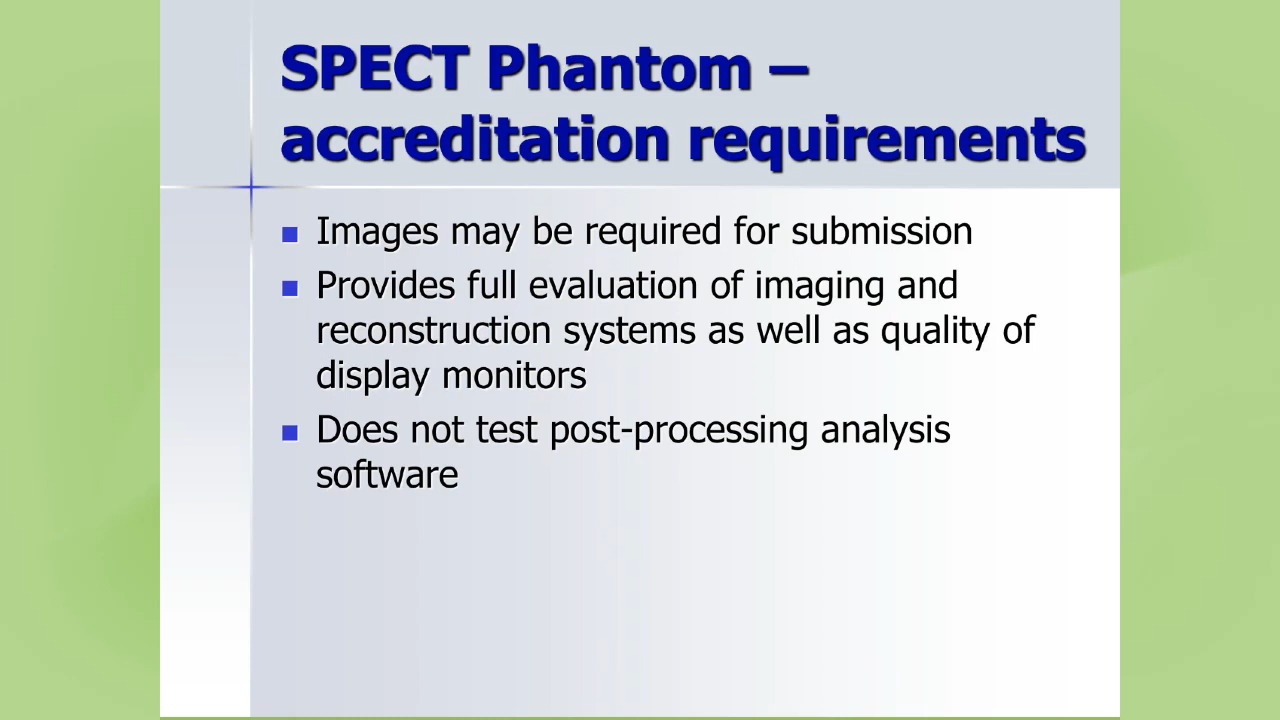 SPECT Phantom –
accreditation requirements
Images may be required for submission
Provides full evaluation of imaging and
reconstruction systems as well as quality of
display monitors
Does not test post-processing analysis
software